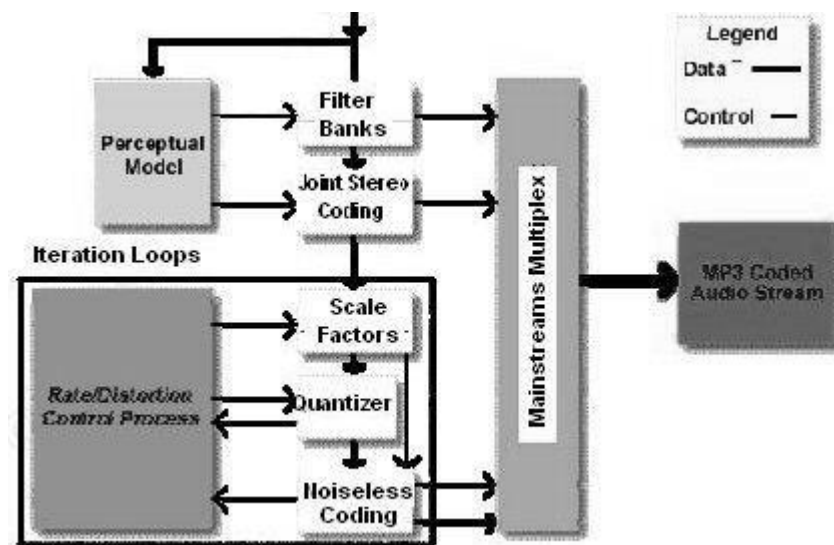 Legend
Data
Control
Filter
Banks
Perceptual
Model
Joint Stereo
Coding
Mainstreams Multiplex
MP3 Coded
Audio Stream
Iteration Loops
Scale
Factors
Rate/Distortion
Control Process
Quantizer
Noiseless
Coding